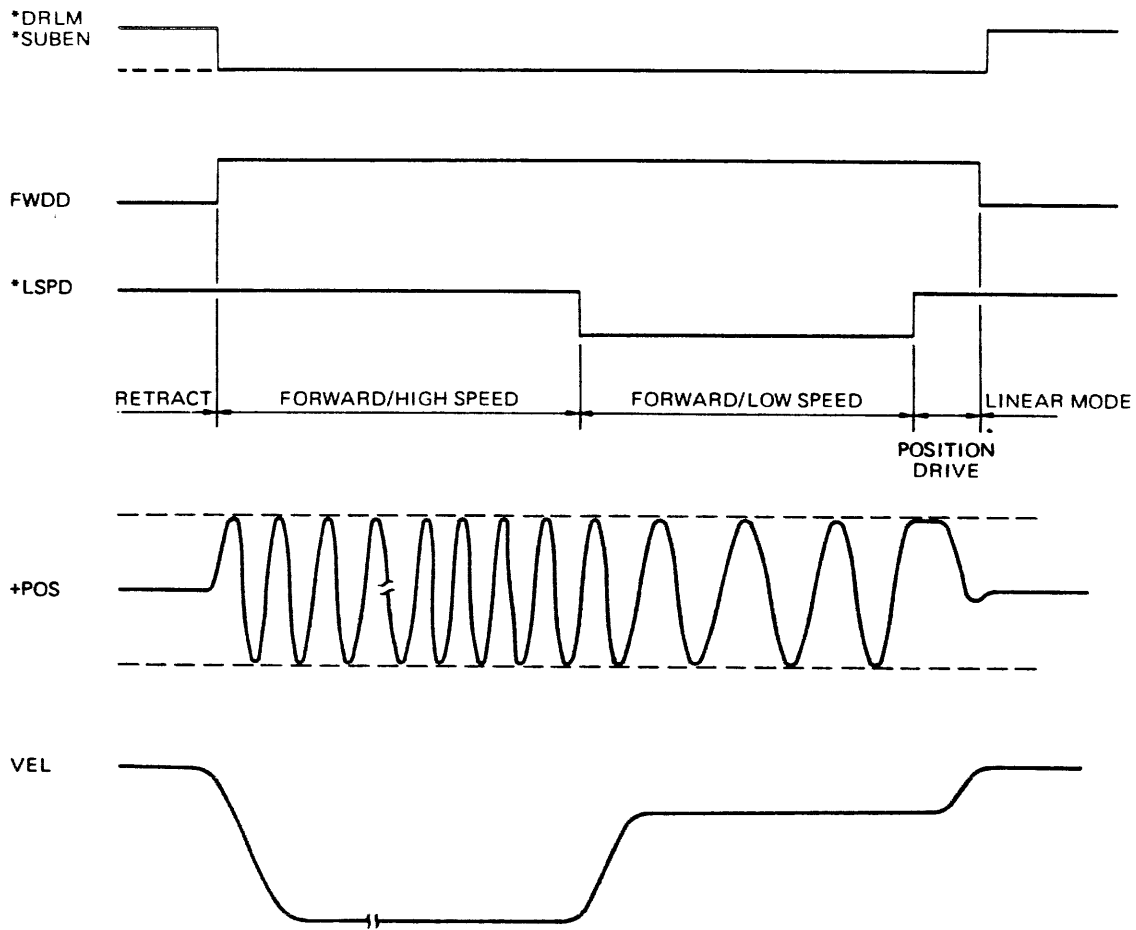 *DRLM
*SUBEN
FWDD
*LSPD
RETRACT
FORWARD/HIGH SPEED
FORWARD/LOW SPEED
LINEAR MODE
POSITION
DRIVE
+POS
VEL